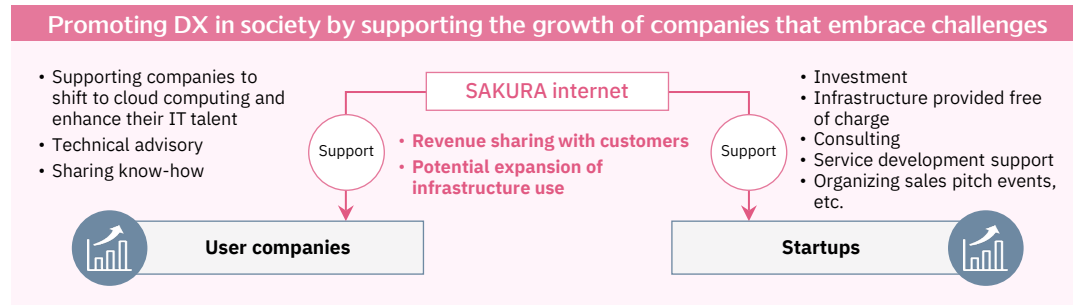 Promoting DX in society by supporting the growth of companies that embrace challenges
• Supporting companies to
shift to cloud computing and
enhance their IT talent
• Technical advisory
• Sharing know-how
SAKURA internet
Support
• Revenue sharing with customers
• Potential expansion of
infrastructure use
Support
• Investment
• Infrastructure provided free
of charge
• Consulting
• Service development support
• Organizing sales pitch events,
etc.
User companies
Startups